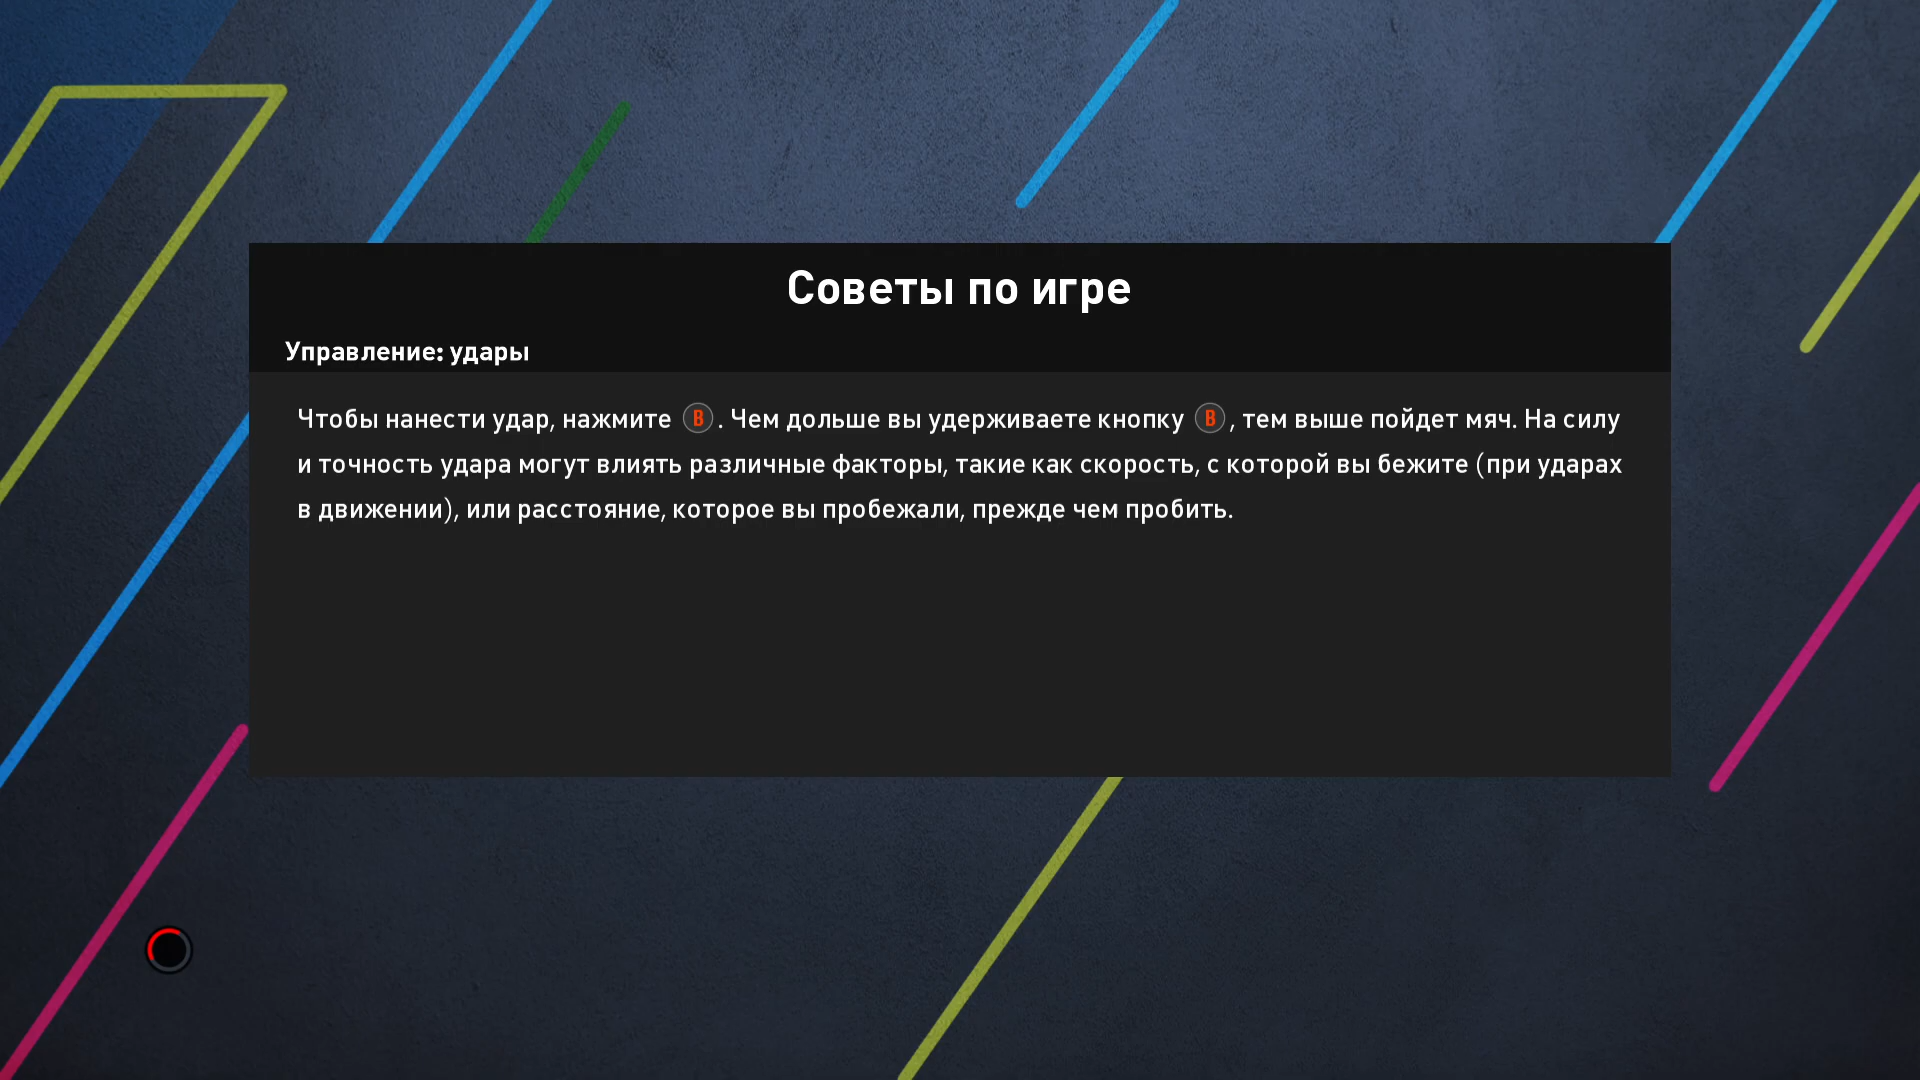 Советы по игре
Управление: удары
Чтобы нанести удар, нажмите B. Чем дольше вы удерживаете кнопку B, тем выше пойдет мяч. На силу
и точность удара могут влиять различные факторы, такие как скорость, с которой вы бежите (при ударах
в движении), или расстояние, которое вы пробежали, прежде чем пробить.